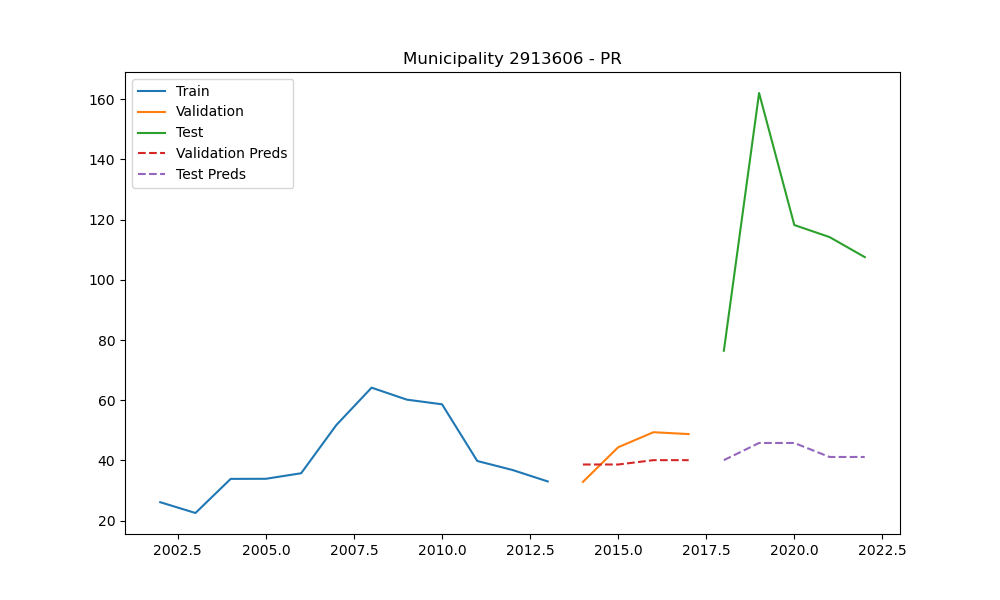 Municipality 2913606 - PR
Train
Validation
Test
Validation Preds
Test Preds
160
140
120
100
80
60
40
20
2002.5 2005.0 2007.5 2010.0 2012.5 2015.0 2017.5 2020.0 2022.5